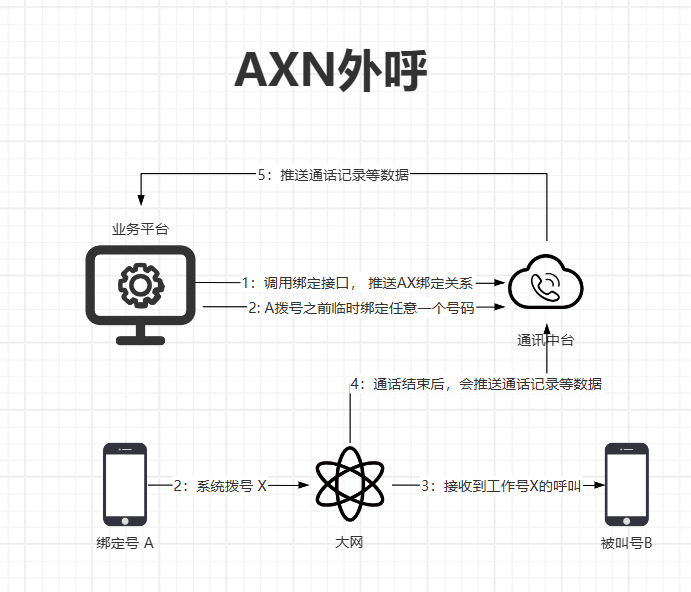 AXN外呼
5：推送通话记录等数据
业务平台
1：调用绑定接口， 推送AX绑定关系
2: A拨号之前临时绑定任意一个号码
通讯中台
4：通话结束后，会推送通话记录等数据
2：系统拨号 X
3：接收到工作号X的呼叫
绑定号 A
大网
被叫号B